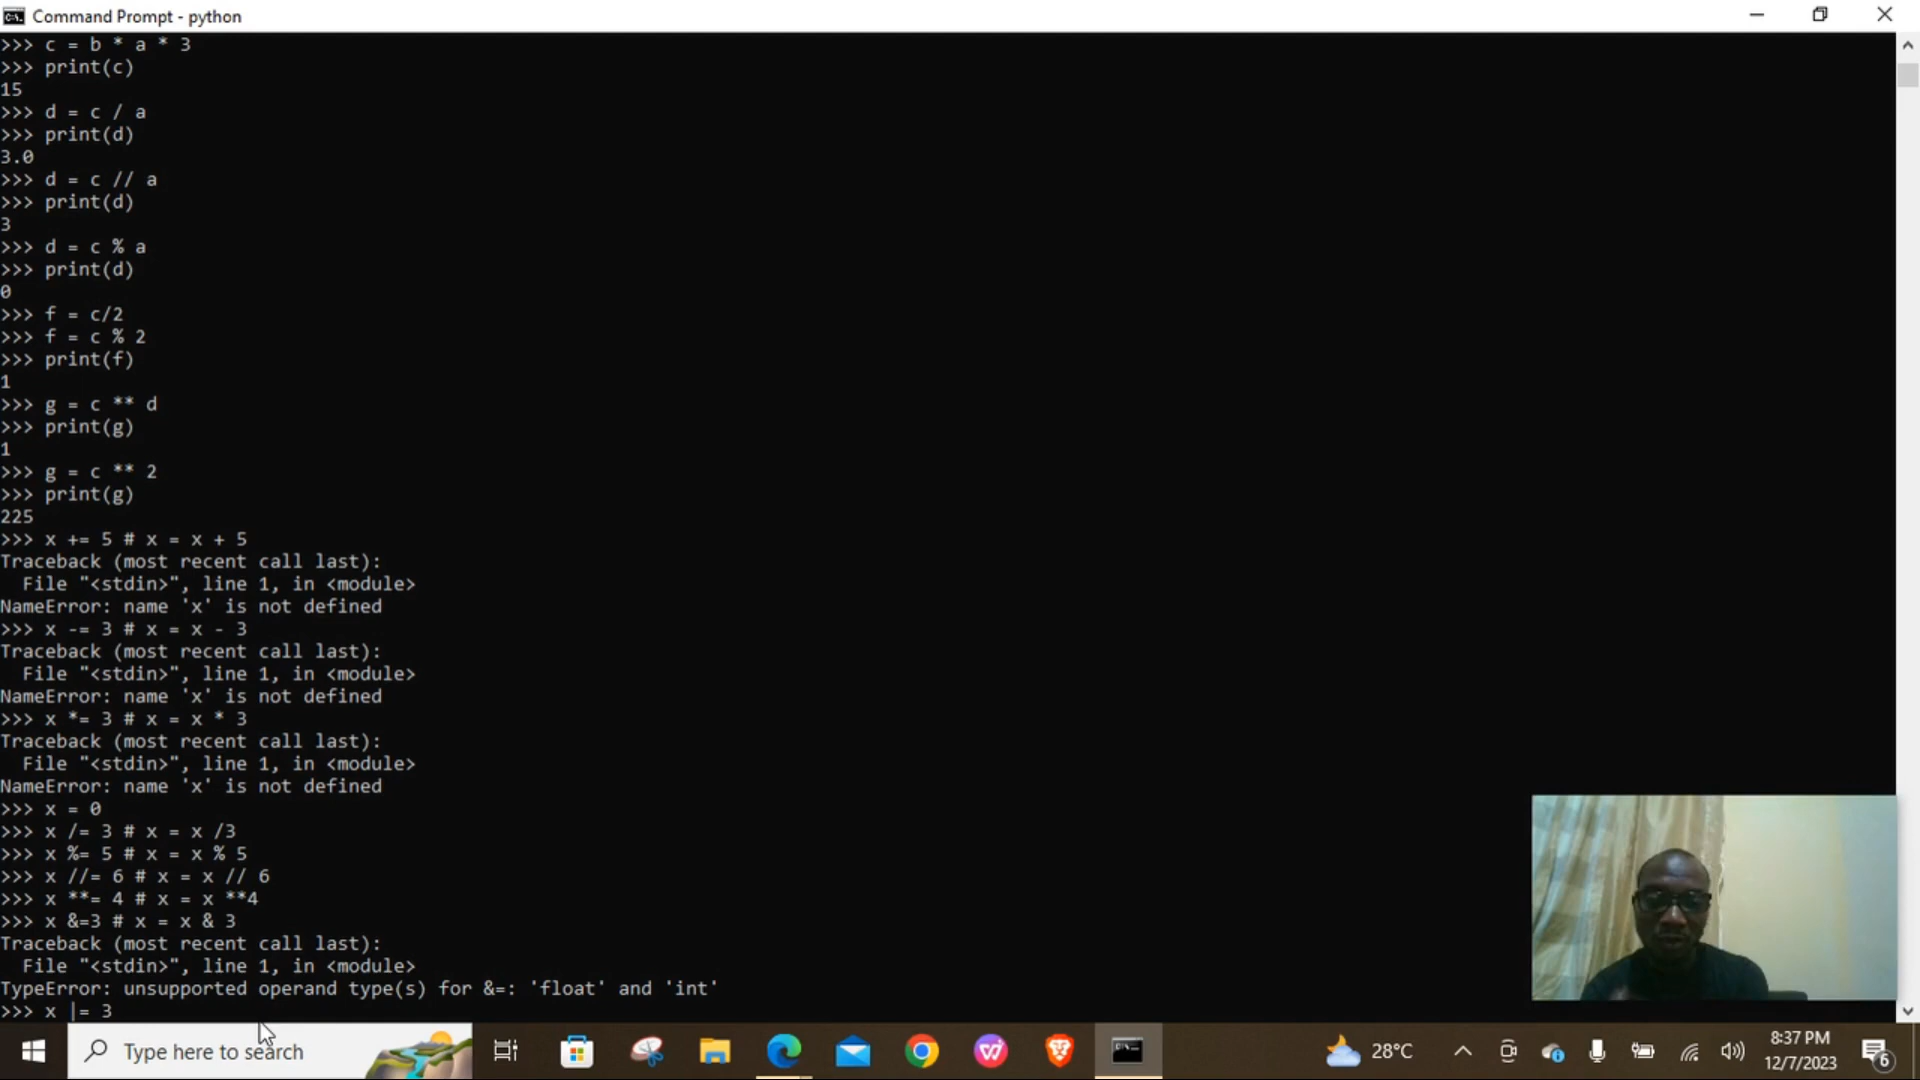 Command Prompt - python
>>> c = b * a * 3
>>> print(c)
15
>>> d = c / a
>>> print(d)
3.0
>>> d = c // a
>>> print(d)
3
>>> d = c % a
>>> print(d)
0
>>> f = c/2
>>> f = c % 2
>>> print(f)
1
>>> g = c ** d
>>> print(g)
1
>>> g = c ** 2
>>> print(g)
225
>>> x += 5 # x = x + 5
Traceback (most recent call last):
  File "<stdin>", line 1, in <module>
NameError: name 'x' is not defined
>>> x -= 3 # x = x - 3
Traceback (most recent call last):
  File "<stdin>", line 1, in <module>
NameError: name 'x' is not defined
>>> x *= 3 # x = x * 3
Traceback (most recent call last):
  File "<stdin>", line 1, in <module>
NameError: name 'x' is not defined
>>> x = 0
>>> x /= 3 # x = x /3
>>> x %= 5 # x = x % 5
>>> x //= 6 # x = x // 6
>>> x **= 4 # x = x **4
>>> x &=3 # x = x & 3
Traceback (most recent call last):
  File "<stdin>", line 1, in <module>
TypeError: unsupported operand type(s) for &=: 'float' and 'int'
>>> x |= 3
Type here to search
28°C
8:37 PM
12/7/2023
6